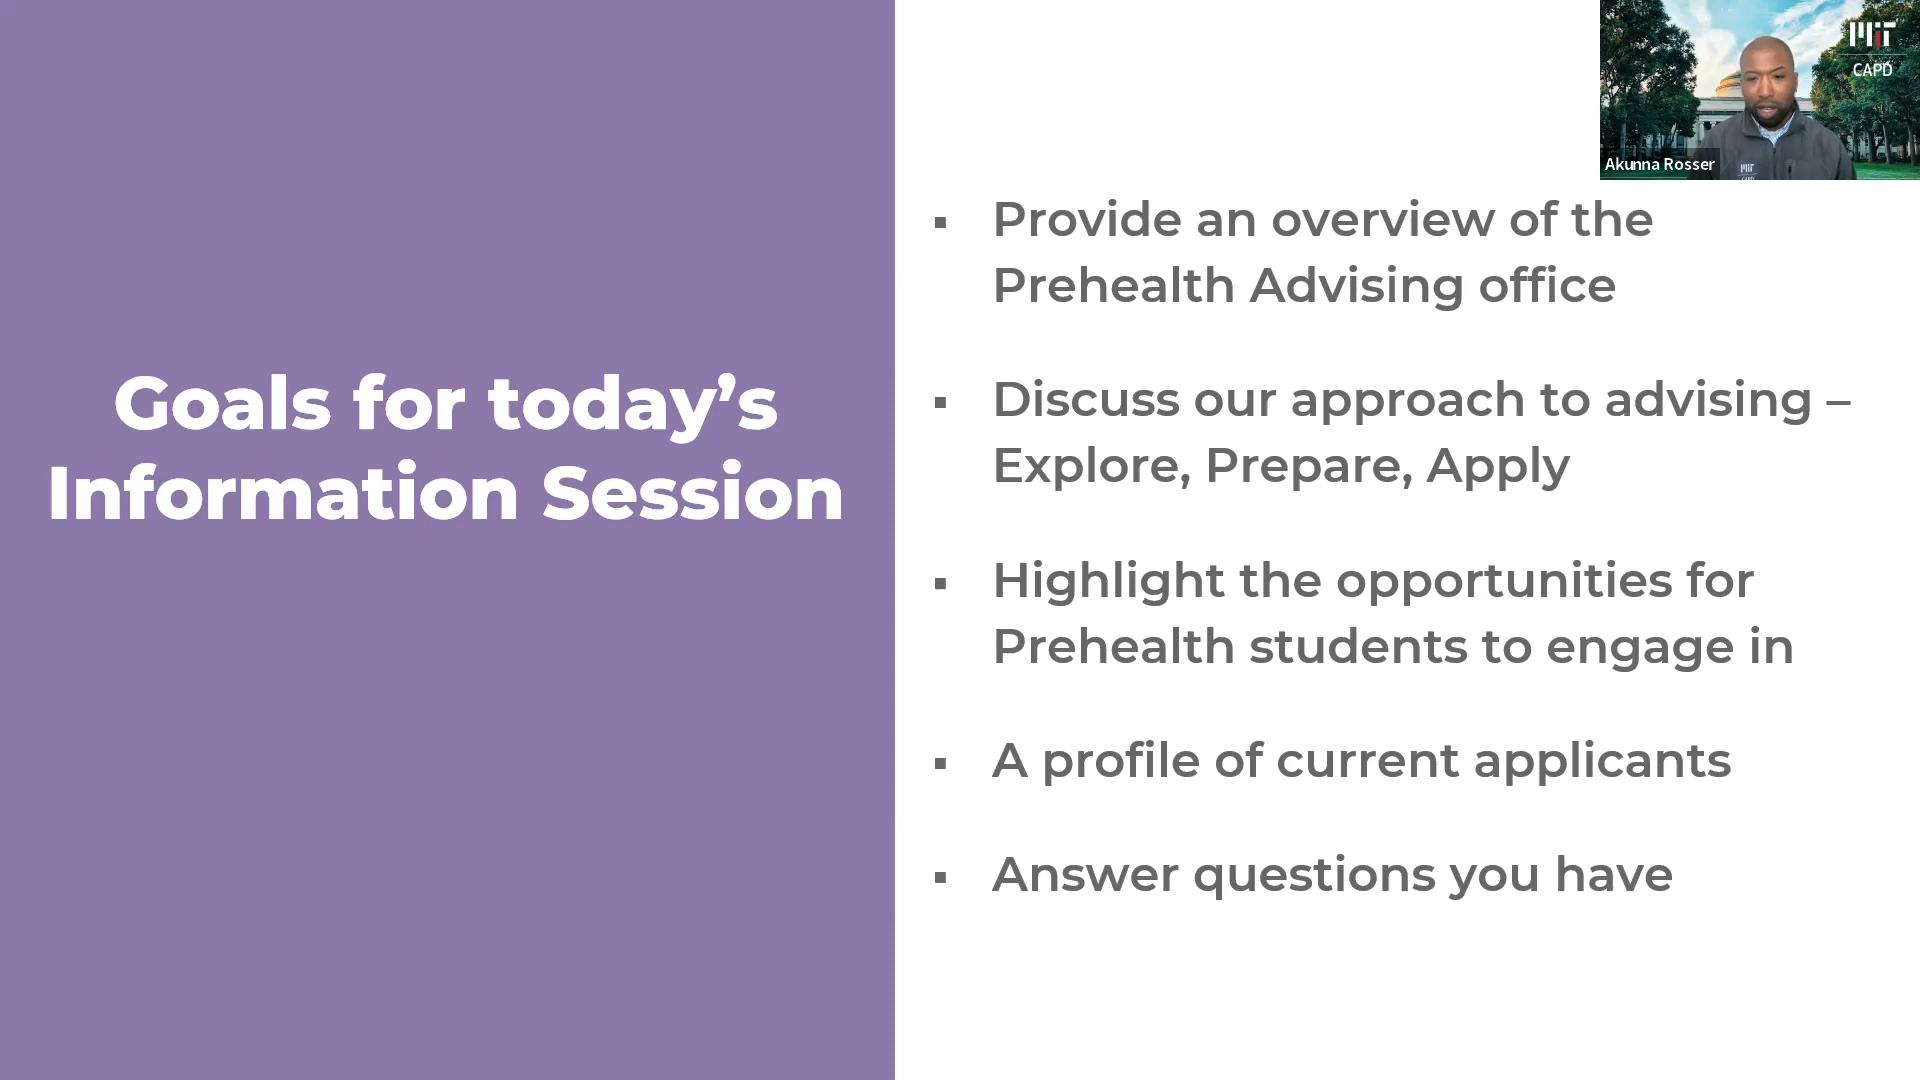 Goals for today’s
Information Session
▪ Provide an overview of the
Prehealth Advising office
▪ Discuss our approach to advising –
Explore, Prepare, Apply
▪ Highlight the opportunities for
Prehealth students to engage in
▪ A profile of current applicants
▪ Answer questions you have
MIT
CAPD
Akunna Rosser
MIT
CAPD